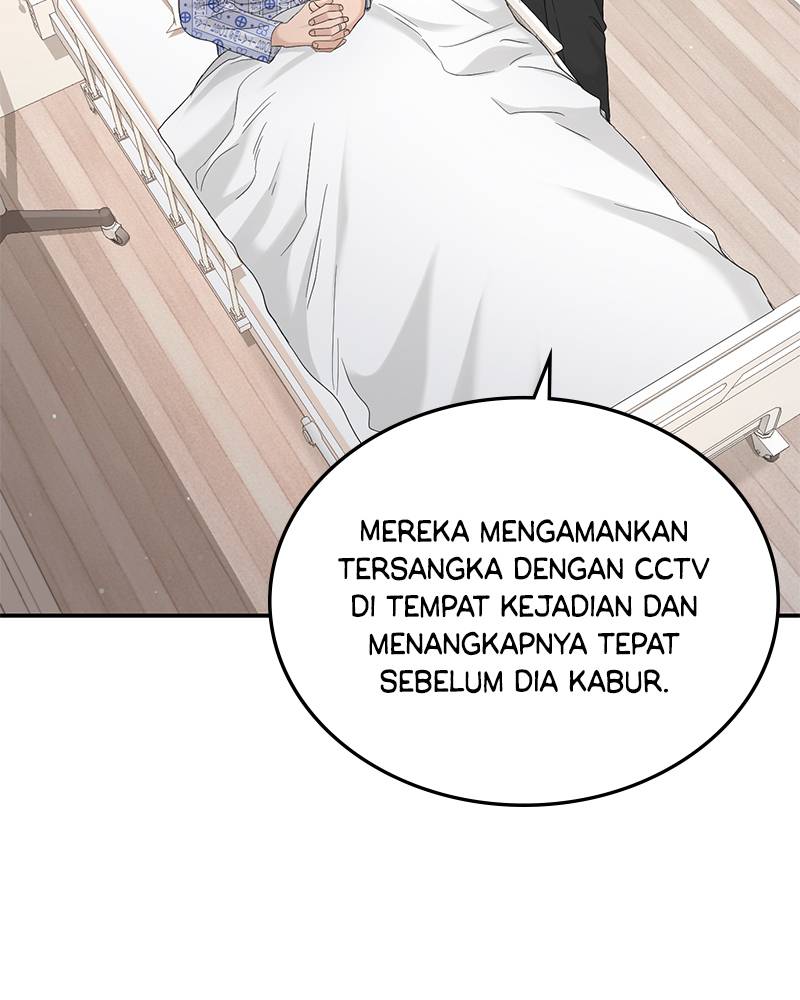 MEREKA MENGAMANKAN
TERSANGKA DENGAN CCTV
DI TEMPAT KEJADIAN DAN
MENANGKAPNYA TEPAT
SEBELUM DIA KABUR.